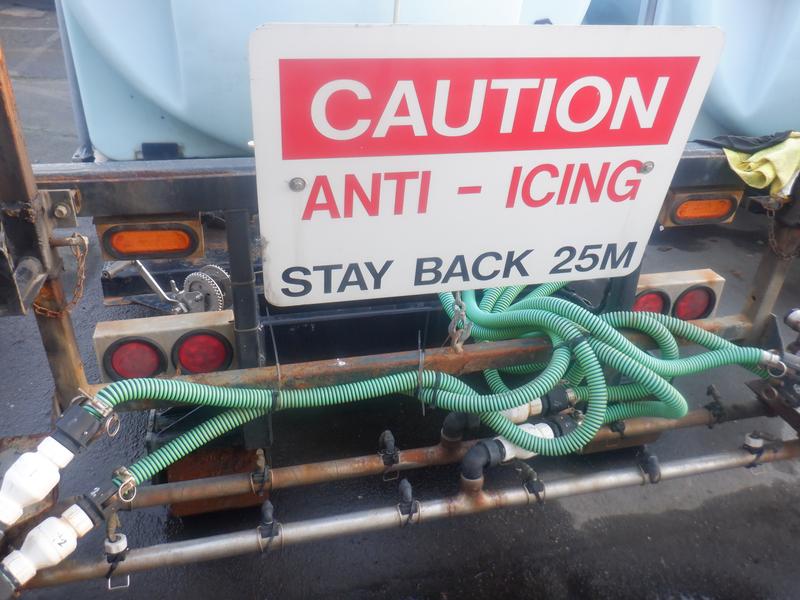 CAUTION
ANTI - ICING
STAY BACK 25M